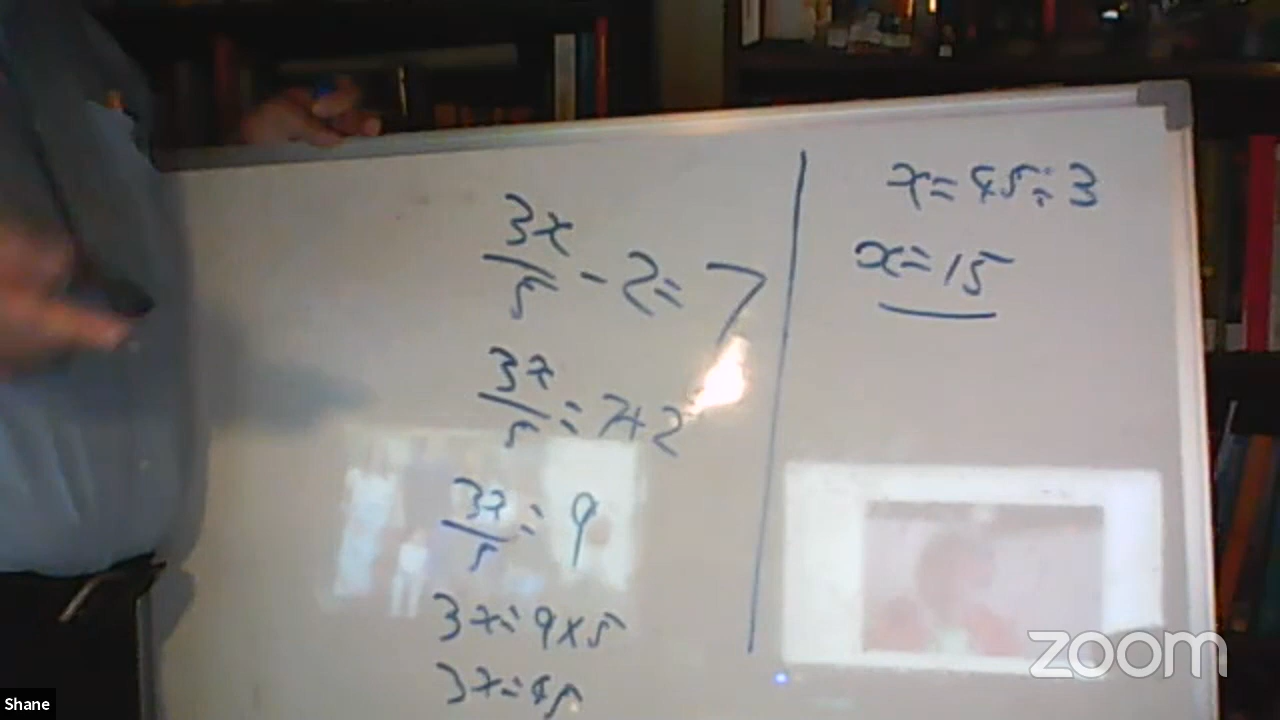 3x/5 - 2 = 7
3x/5 = 7+2
3x/5 = 9
3x = 9 x 5
3x = 45
x = 45 ÷ 3
x = 15
zoom
Shane